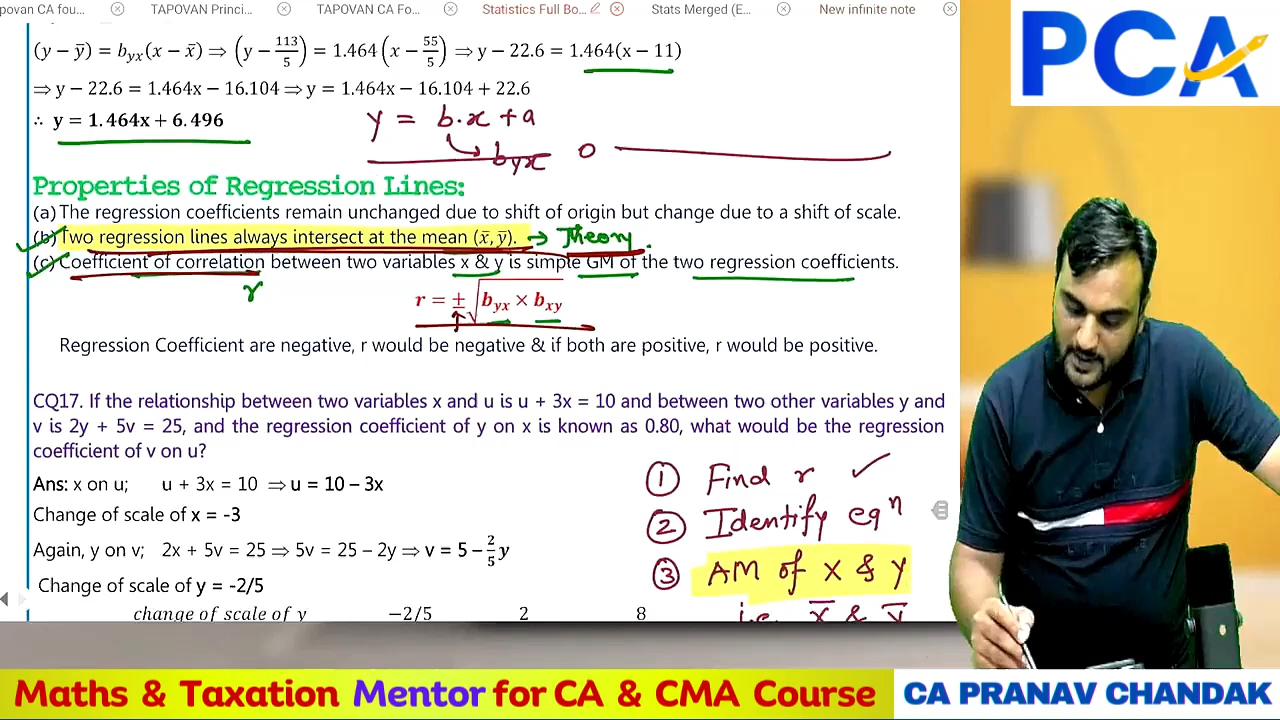 povan CA fou...
TAPOVAN Princi...
TAPOVAN CA Fo...
Statistics Full Bo...
Stats Merged (E...
New infinite note
(y − ȳ) = b_yx(x − x̄) ⇒ (y − 113/5) = 1.464 (x − 55/5) ⇒ y − 22.6 = 1.464(x − 11)
⇒ y − 22.6 = 1.464x − 16.104 ⇒ y = 1.464x − 16.104 + 22.6
∴ y = 1.464x + 6.496
y = b.x + a
byx
Properties of Regression Lines:
(a) The regression coefficients remain unchanged due to shift of origin but change due to a shift of scale.
(b) Two regression lines always intersect at the mean (x̄, ȳ). → Theory.
(c) Coefficient of correlation between two variables x & y is simple GM of the two regression coefficients.
r
r = ± √b_yx × b_xy
Regression Coefficient are negative, r would be negative & if both are positive, r would be positive.
CQ17. If the relationship between two variables x and u is u + 3x = 10 and between two other variables y and
v is 2y + 5v = 25, and the regression coefficient of y on x is known as 0.80, what would be the regression
coefficient of v on u?
Ans: x on u; u + 3x = 10 ⇒ u = 10 – 3x
Change of scale of x = -3
Again, y on v; 2x + 5v = 25 ⇒ 5v = 25 – 2y ⇒ v = 5 – 2/5 y
Change of scale of y = -2/5
change of scale of y −2/5 2 8
① Find r ✓
② Identify eqn
③ AM of x & y
i.e. x̄ & ȳ
PCA
Maths & Taxation Mentor for CA & CMA Course
CA PRANAV CHANDAK